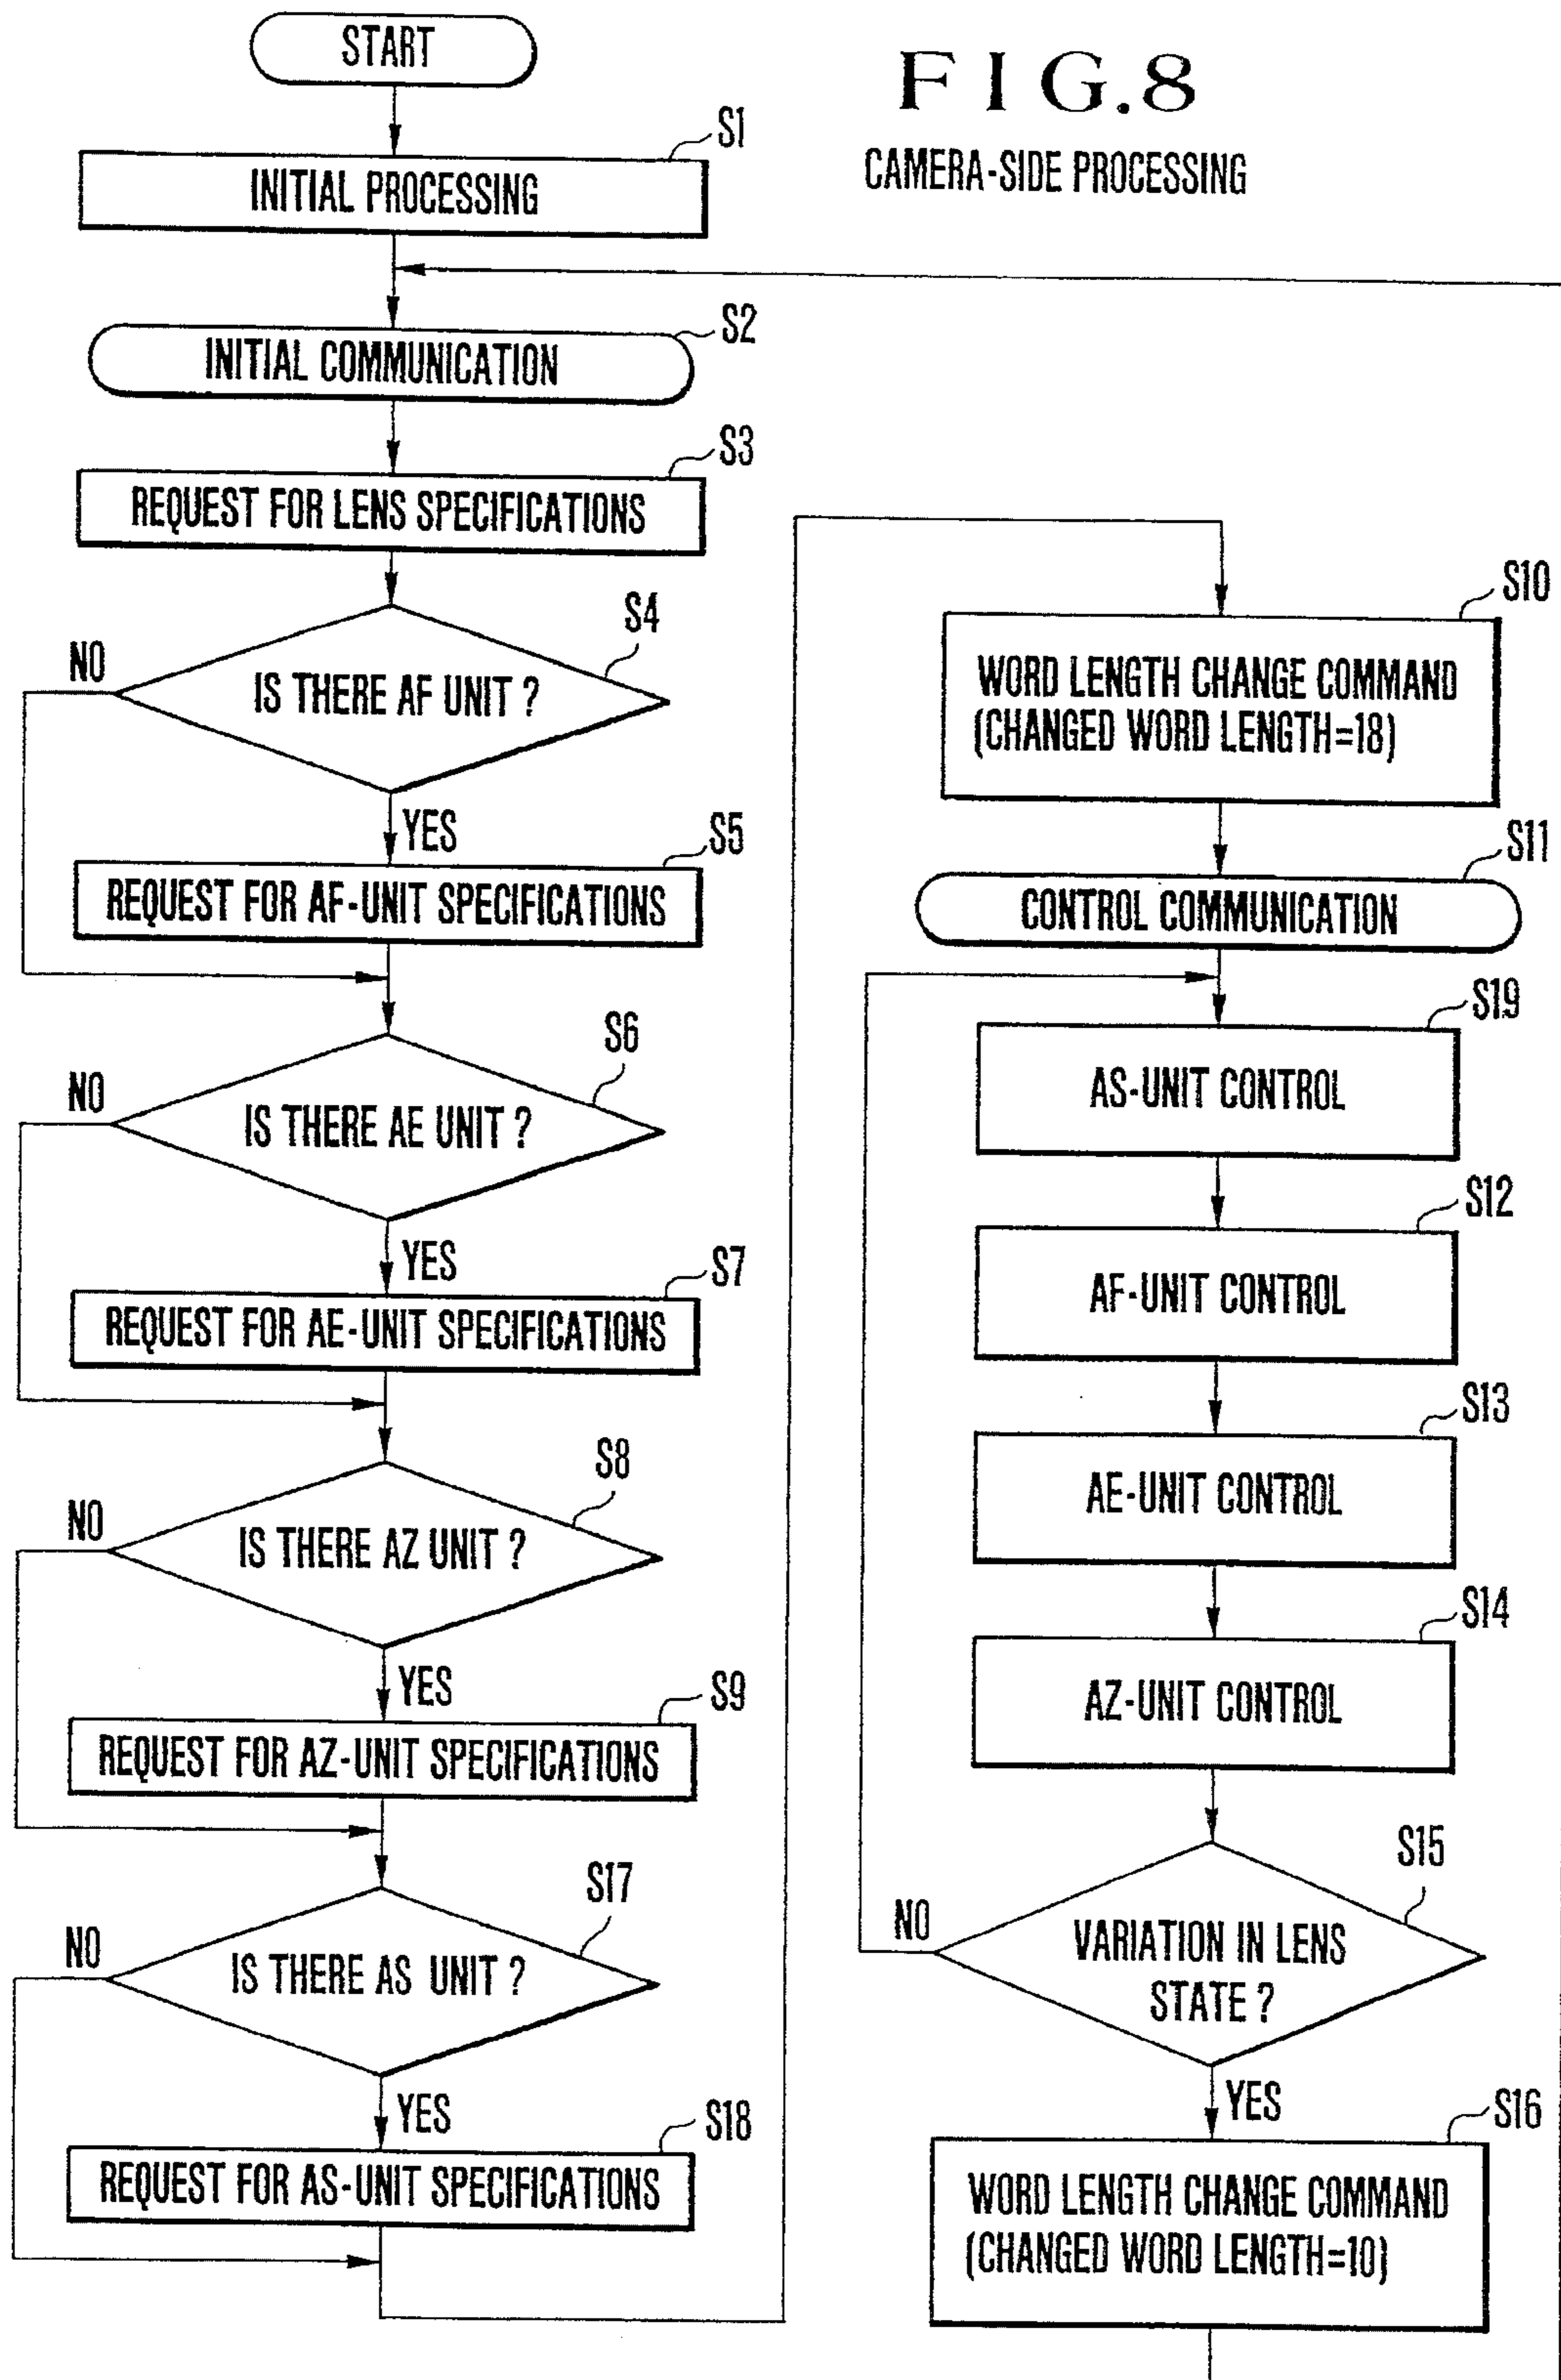 START
F I G.8
CAMERA-SIDE PROCESSING
S1
INITIAL PROCESSING
S2
INITIAL COMMUNICATION
S3
REQUEST FOR LENS SPECIFICATIONS
S4
NO
IS THERE AF UNIT ?
YES
S5
REQUEST FOR AF-UNIT SPECIFICATIONS
S6
NO
IS THERE AE UNIT ?
YES
S7
REQUEST FOR AE-UNIT SPECIFICATIONS
S8
NO
IS THERE AZ UNIT ?
YES
S9
REQUEST FOR AZ-UNIT SPECIFICATIONS
S17
NO
IS THERE AS UNIT ?
YES
S18
REQUEST FOR AS-UNIT SPECIFICATIONS
S10
WORD LENGTH CHANGE COMMAND
(CHANGED WORD LENGTH=18)
S11
CONTROL COMMUNICATION
S19
AS-UNIT CONTROL
S12
AF-UNIT CONTROL
S13
AE-UNIT CONTROL
S14
AZ-UNIT CONTROL
S15
NO
VARIATION IN LENS
STATE ?
YES
S16
WORD LENGTH CHANGE COMMAND
(CHANGED WORD LENGTH=10)